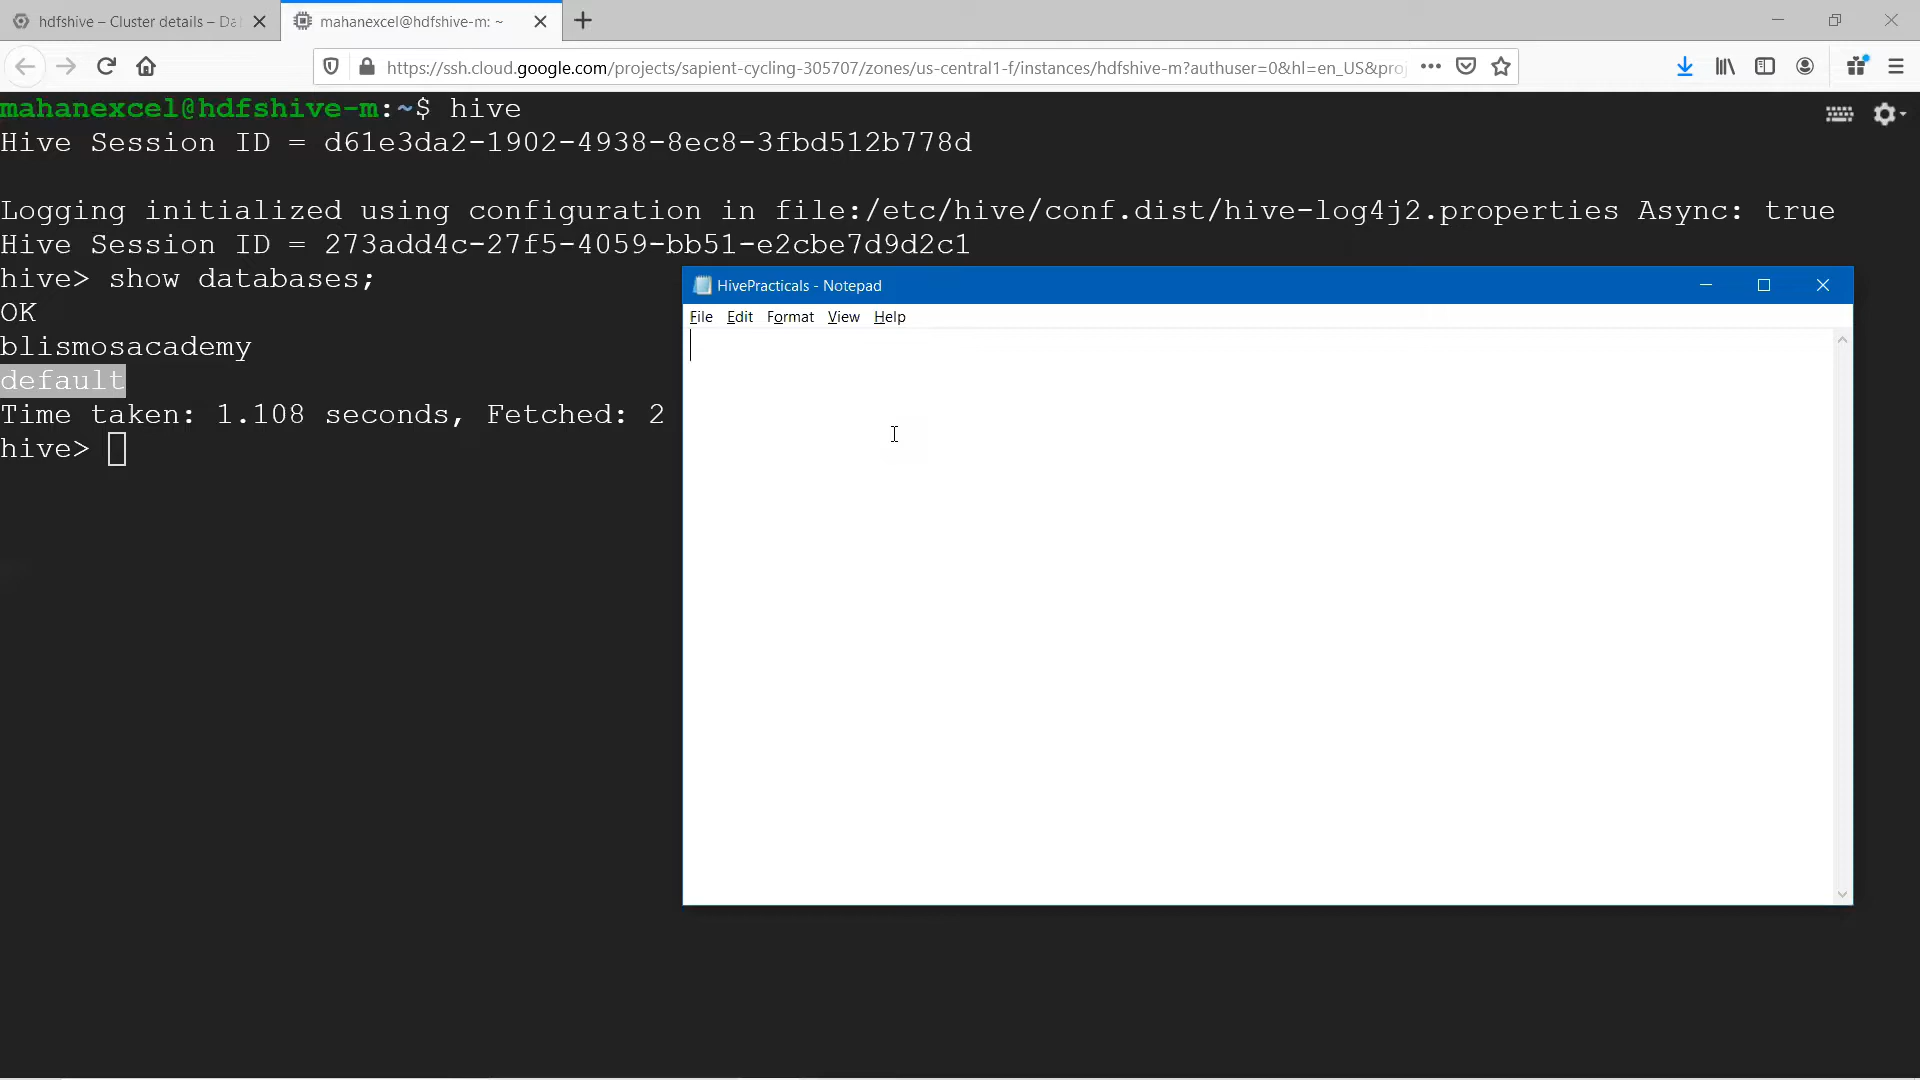 hdfshive – Cluster details – Da
mahanexcel@hdfshive-m: ~
https://ssh.cloud.google.com/projects/sapient-cycling-305707/zones/us-central1-f/instances/hdfshive-m?authuser=0&hl=en_US&proj
mahanexcel@hdfshive-m:~$ hive
Hive Session ID = d61e3da2-1902-4938-8ec8-3fbd512b778d
Logging initialized using configuration in file:/etc/hive/conf.dist/hive-log4j2.properties Async: true
Hive Session ID = 273add4c-27f5-4059-bb51-e2cbe7d9d2c1
hive> show databases;
OK
blismosacademy
default
Time taken: 1.108 seconds, Fetched: 2
hive>
HivePracticals - Notepad
File Edit Format View Help